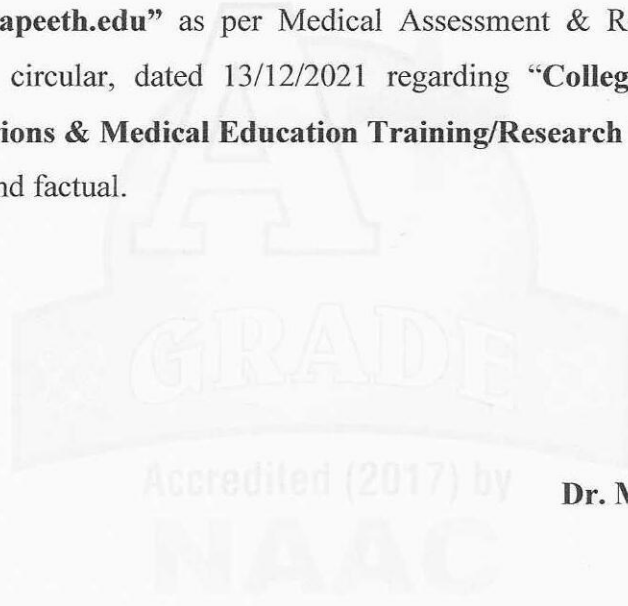 apeeth.edu” as per Medical Assessment & R
circular, dated 13/12/2021 regarding “Colleg
ions & Medical Education Training/Research
nd factual.
A+
GRADE
Accredited (2017) by
Dr. M
NAAC